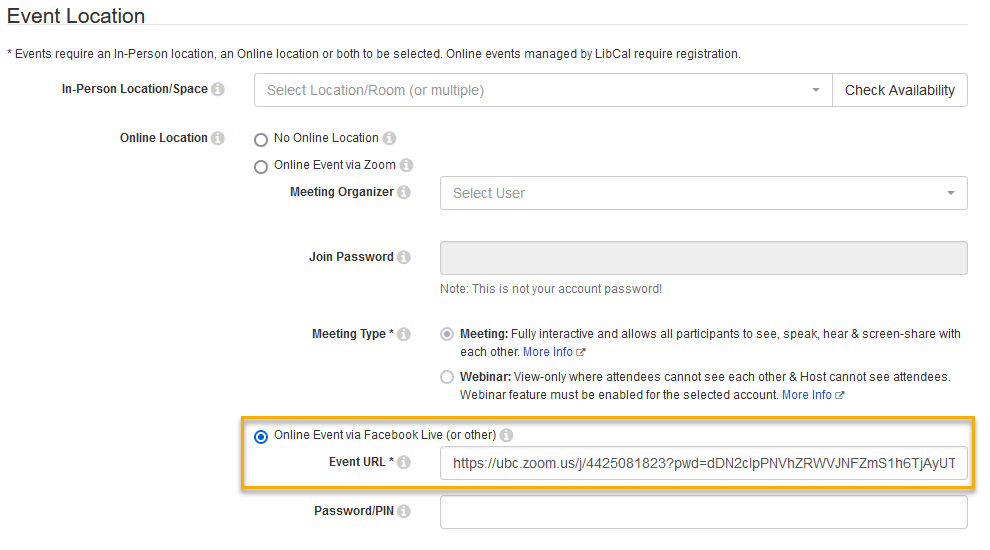 Event Location
* Events require an In-Person location, an Online location or both to be selected. Online events managed by LibCal require registration.
In-Person Location/Space Select Location/Room (or multiple) Check Availability
Online Location No Online Location
Online Event via Zoom
Meeting Organizer Select User
Join Password
Note: This is not your account password!
Meeting Type * Meeting: Fully interactive and allows all participants to see, speak, hear & screen-share with
each other. More Info
Webinar: View-only where attendees cannot see each other & Host cannot see attendees.
Webinar feature must be enabled for the selected account. More Info
Online Event via Facebook Live (or other)
Event URL * https://ubc.zoom.us/j/4425081823?pwd=dDN2clpPNVhZRWVJNFZmS1h6TjAyUT
Password/PIN